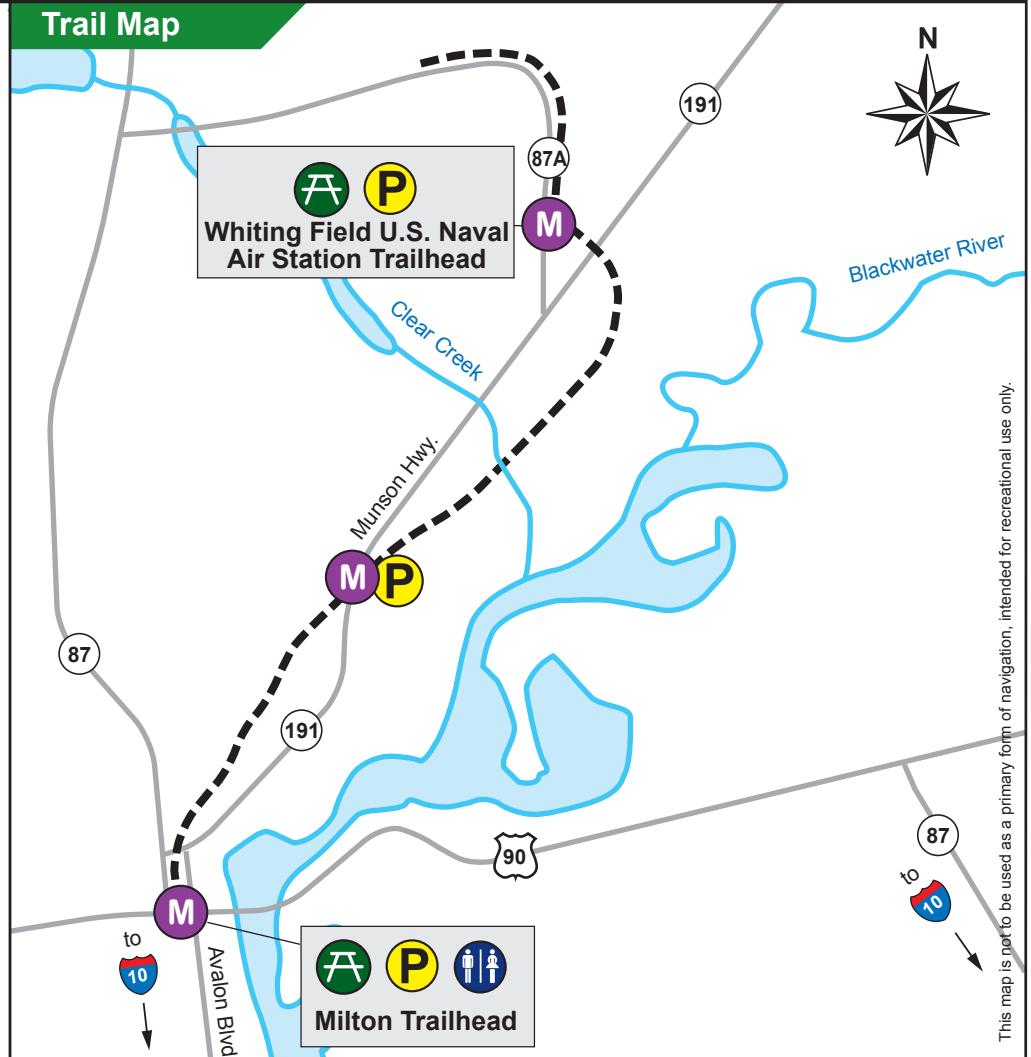 Trail Map
N
191
87A
P
Whiting Field U.S. Naval
Air Station Trailhead
M
Blackwater River
Clear Creek
Munson Hwy.
M
P
87
191
90
87
to
10
M
to
10
Avalon Blvd
P
Milton Trailhead
This map is not to be used as a primary form of navigation, intended for recreational use only.